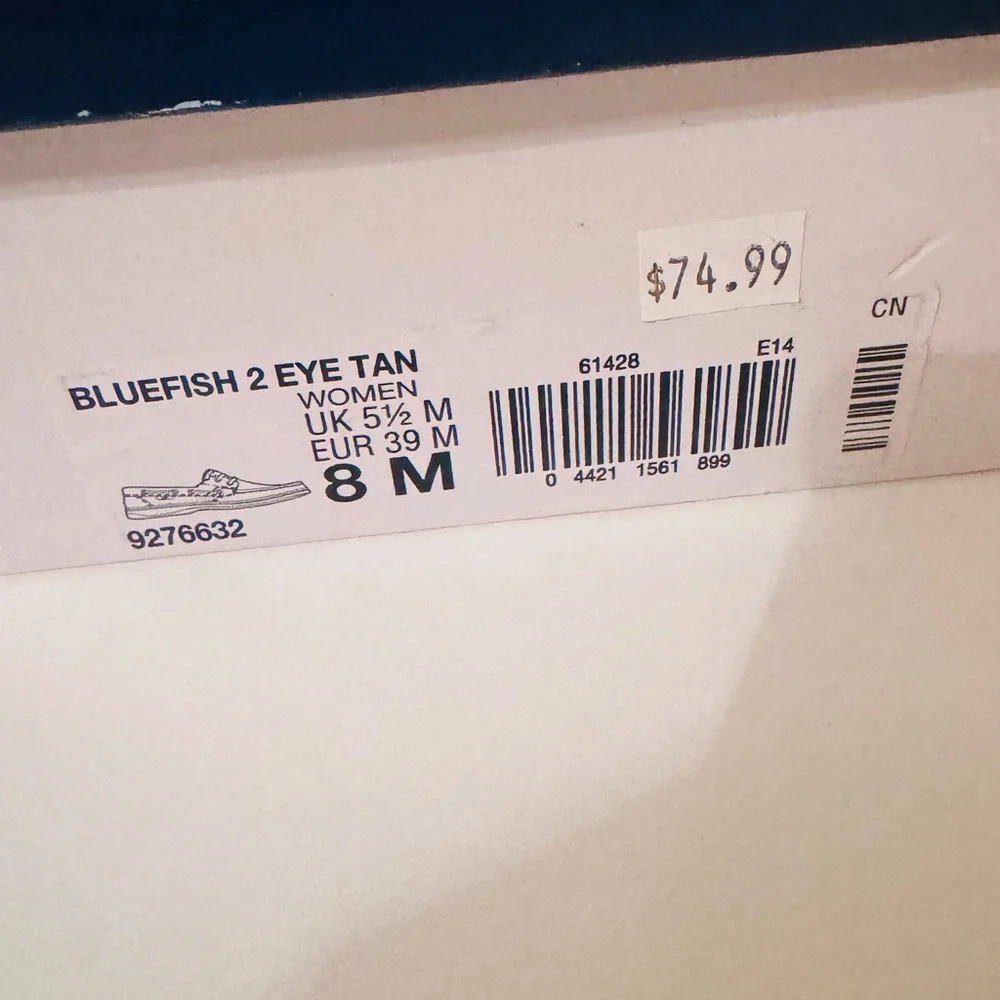 $74.99
CN
BLUEFISH 2 EYE TAN
WOMEN
UK 5½ M
EUR 39 M
8 M
9276632
61428
E14
0 4421 1561 899